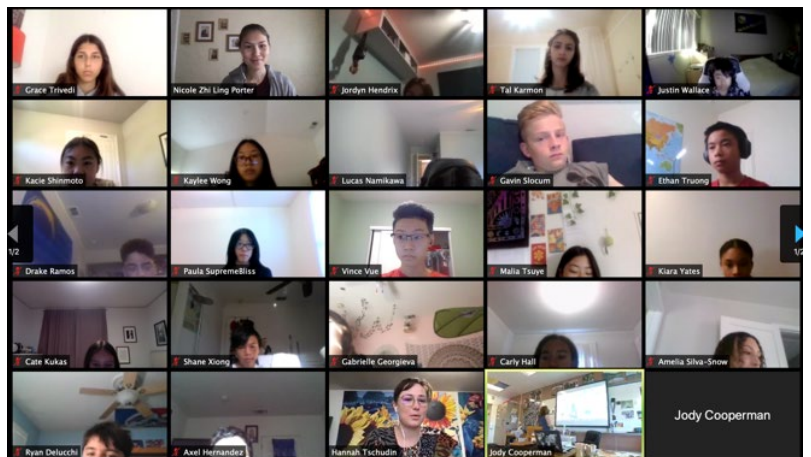 Grace Trivedi
Nicole Zhi Ling Porter
Jordyn Hendrix
Tal Karmon
Justin Wallace
Kacie Shinmoto
Kaylee Wong
Lucas Namikawa
Gavin Slocum
Ethan Truong
1/2
Drake Ramos
Paula SupremeBliss
Vince Vue
Malia Tsuye
Kiara Yates
1/2
Cate Kukas
Shane Xiong
Gabrielle Georgieva
Carly Hall
Amelia Silva-Snow
Ryan Delucchi
Axel Hernandez
Hannah Tschudin
Jody Cooperman
Jody Cooperman